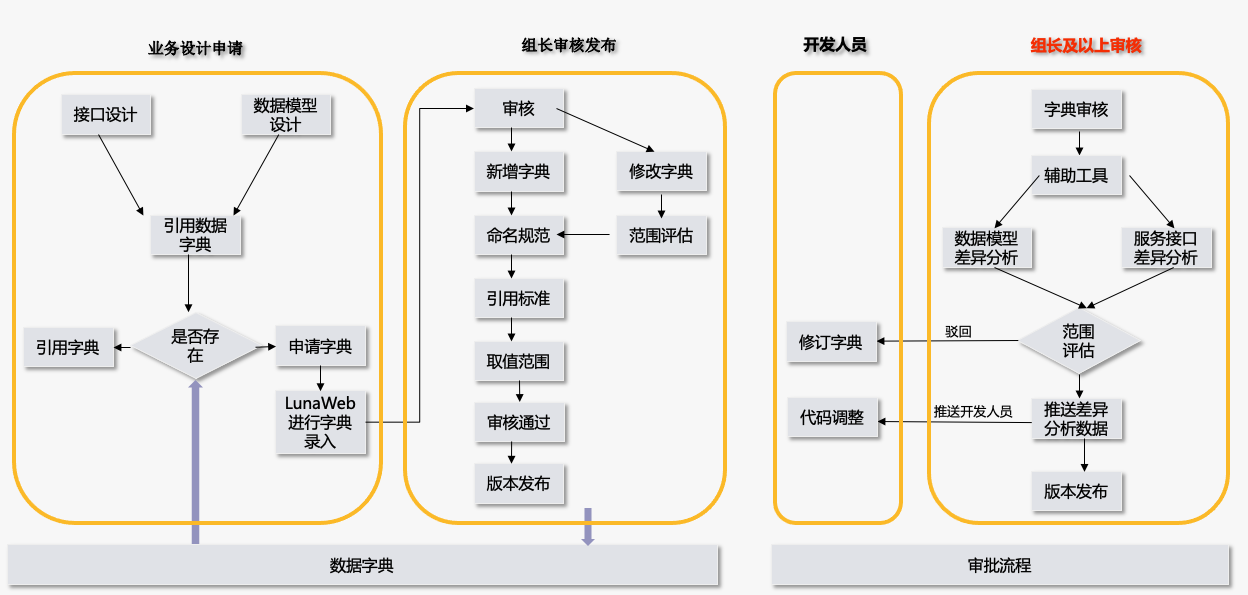 业务设计申请
组长审核发布
开发人员
组长及以上审核
接口设计
数据模型
设计
引用数据
字典
是否存
在
引用字典
申请字典
LunaWeb
进行字典
录入
审核
新增字典
修改字典
命名规范
范围评估
引用标准
取值范围
审核通过
版本发布
数据字典
修订字典
代码调整
字典审核
辅助工具
数据模型
差异分析
服务接口
差异分析
范围
评估
驳回
推送开发人员
推送差异
分析数据
版本发布
审批流程